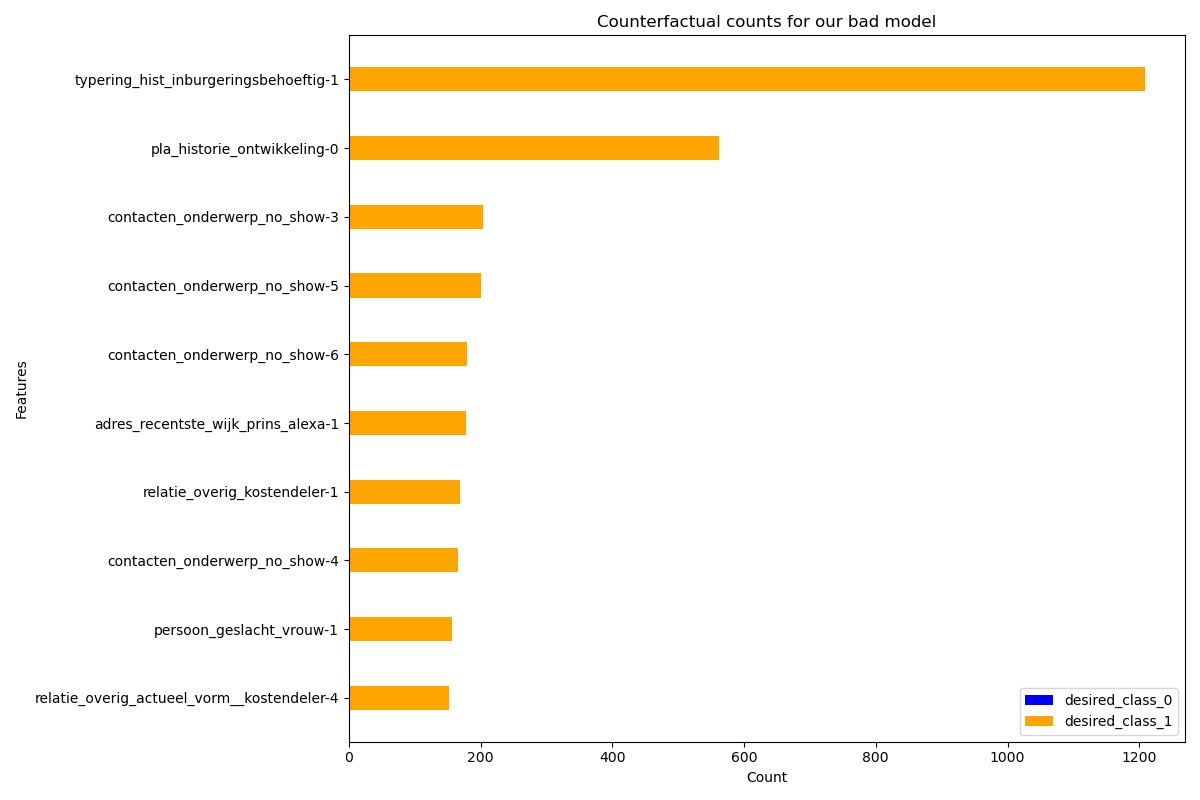 Counterfactual counts for our bad model
typering_hist_inburgeringsbehoeftig-1
pla_historie_ontwikkeling-0
contacten_onderwerp_no_show-3
contacten_onderwerp_no_show-5
contacten_onderwerp_no_show-6
adres_recentste_wijk_prins_alexa-1
relatie_overig_kostendeler-1
contacten_onderwerp_no_show-4
persoon_geslacht_vrouw-1
relatie_overig_actueel_vorm__kostendeler-4
Features
0 200 400 600 800 1000 1200
Count
desired_class_0
desired_class_1